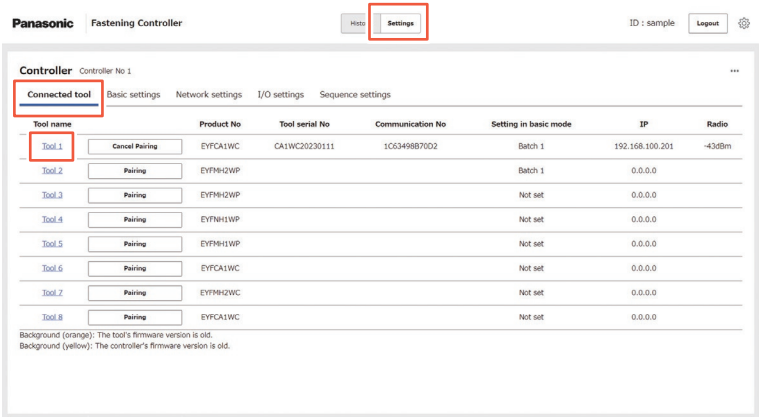 Panasonic Fastening Controller Histo Settings ID : sample Logout
Controller Controller No 1 ...
Connected tool Basic settings Network settings I/O settings Sequence settings
Tool name Product No Tool serial No Communication No Setting in basic mode IP Radio
Tool 1 Cancel Pairing EYFCA1WC CA1WC20230111 1C63498B70D2 Batch 1 192.168.100.201 -43dBm
Tool 2 Pairing EYFMH2WP Batch 1 0.0.0.0
Tool 3 Pairing EYFMH2WP Not set 0.0.0.0
Tool 4 Pairing EYFNH1WP Not set 0.0.0.0
Tool 5 Pairing EYFMH1WP Not set 0.0.0.0
Tool 6 Pairing EYFCA1WC Not set 0.0.0.0
Tool 7 Pairing EYFMH2WC Not set 0.0.0.0
Tool 8 Pairing EYFCA1WC Not set 0.0.0.0
Background (orange): The tool's firmware version is old.
Background (yellow): The controller's firmware version is old.